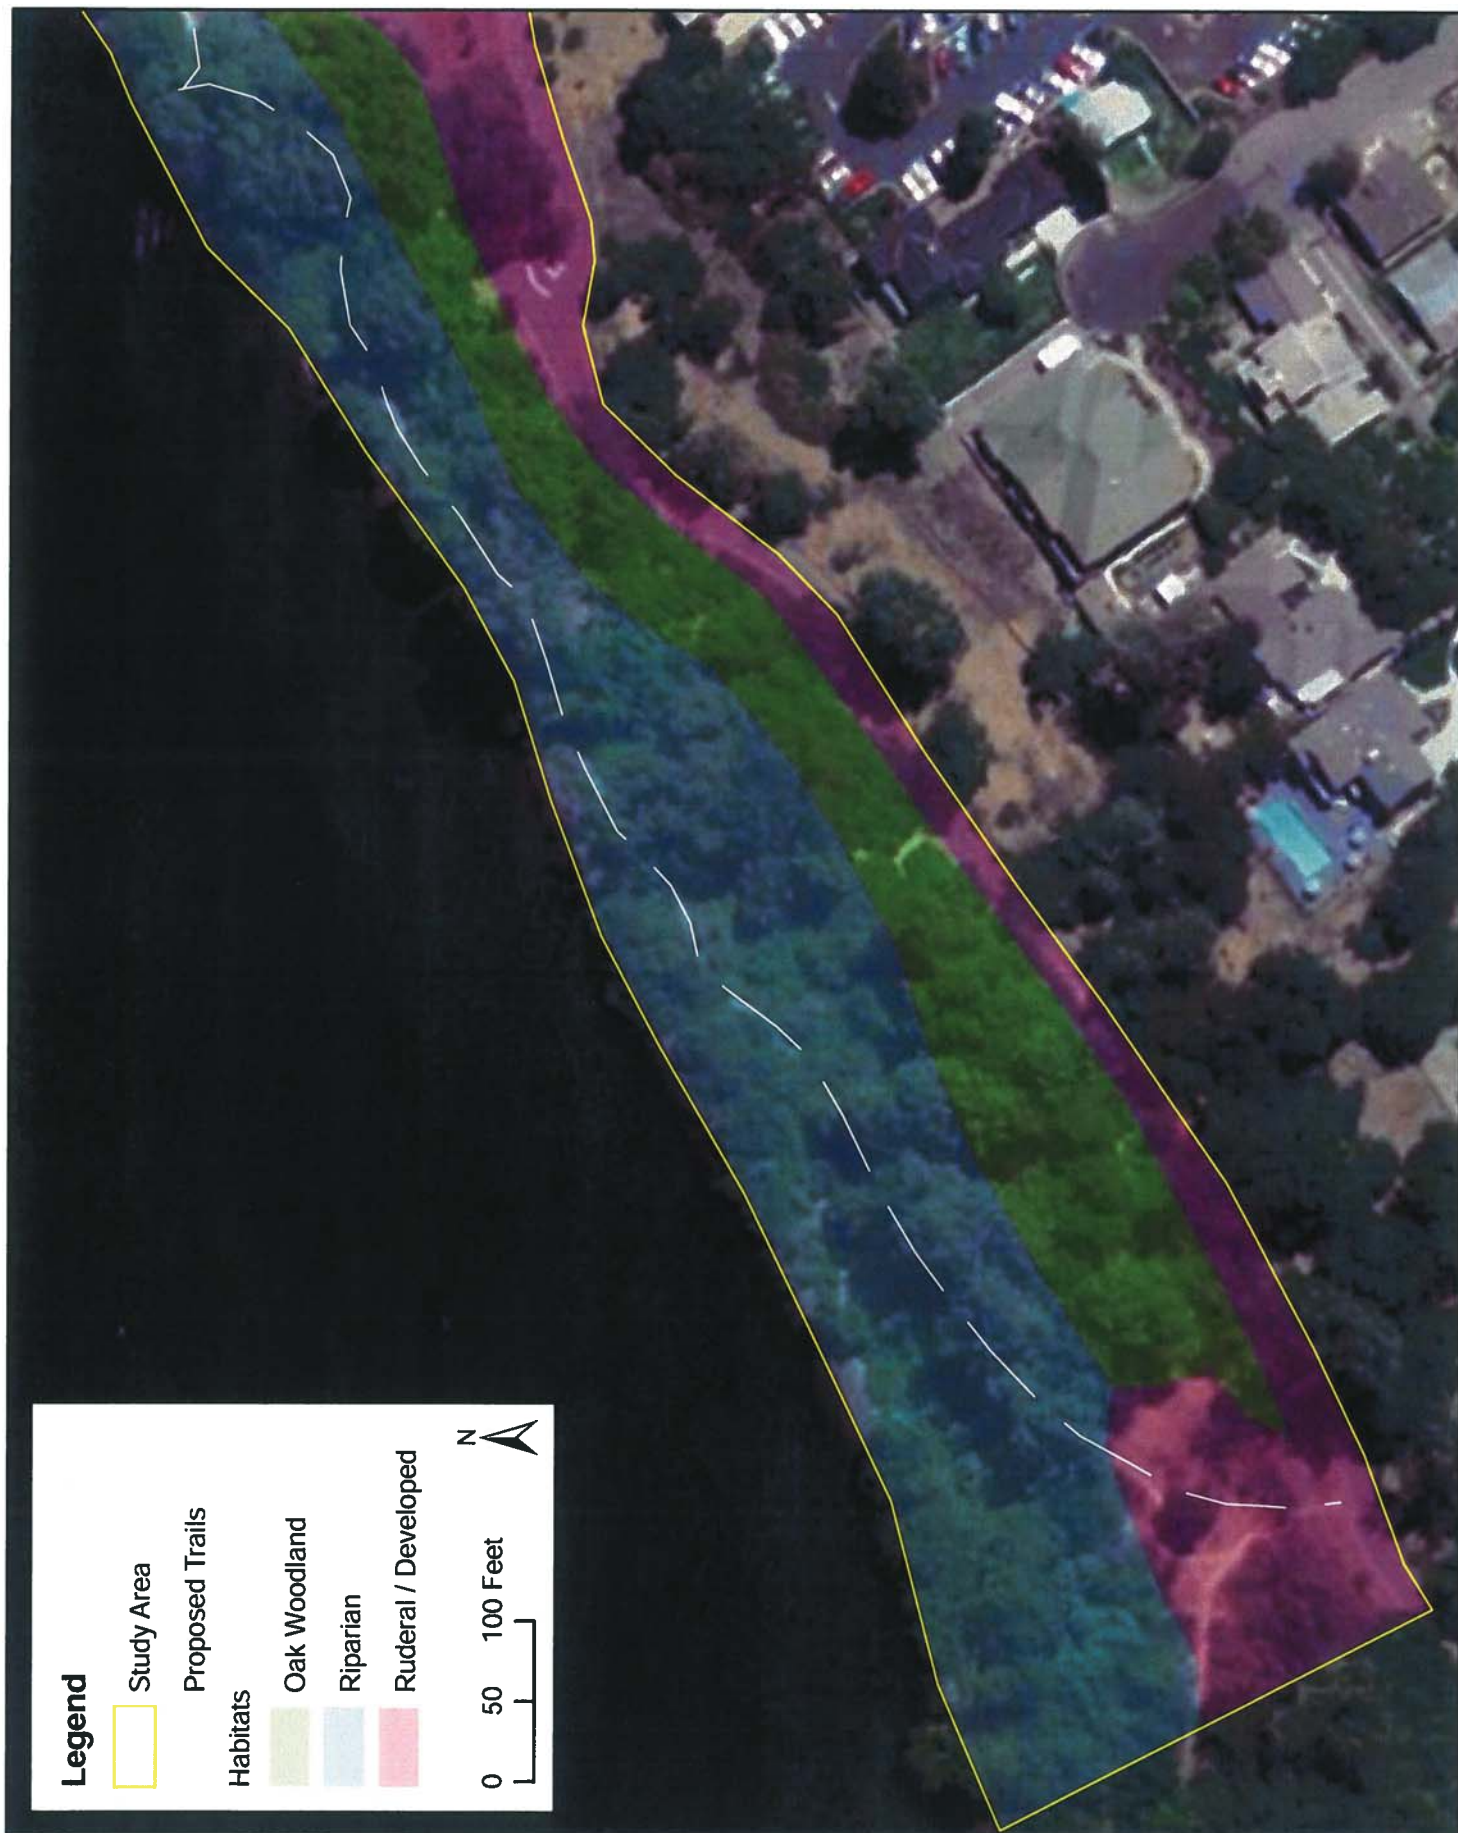 Legend
Study Area
Proposed Trails
Habitats
Oak Woodland
Riparian
Ruderal / Developed
N
0 50 100 Feet